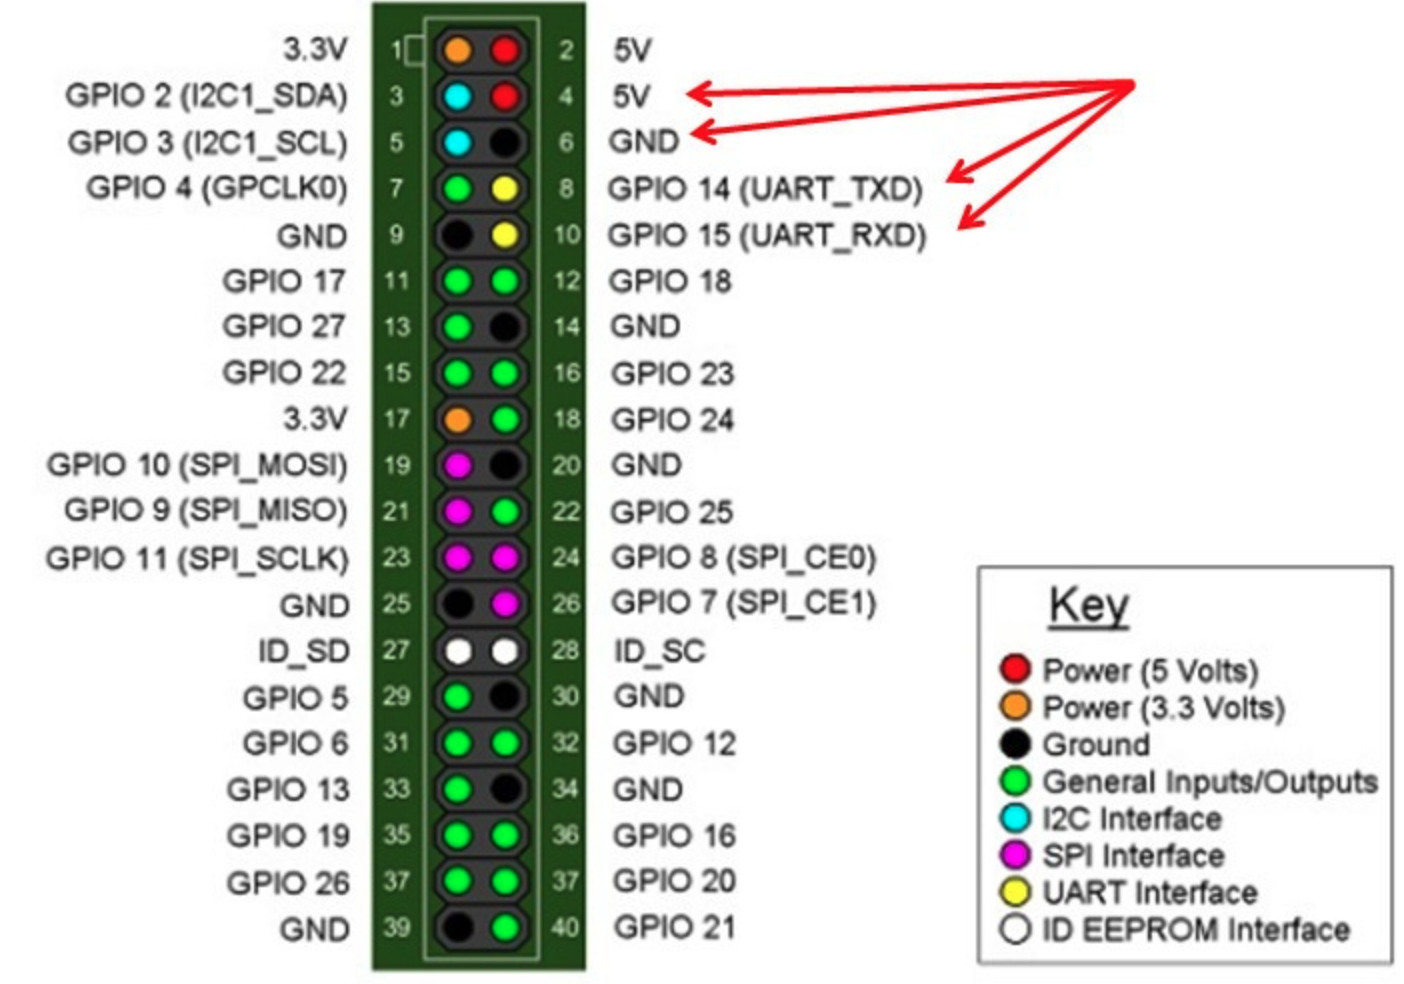 3.3V 1 2 5V
GPIO 2 (I2C1_SDA) 3 4 5V
GPIO 3 (I2C1_SCL) 5 6 GND
GPIO 4 (GPCLK0) 7 8 GPIO 14 (UART_TXD)
GND 9 10 GPIO 15 (UART_RXD)
GPIO 17 11 12 GPIO 18
GPIO 27 13 14 GND
GPIO 22 15 16 GPIO 23
3.3V 17 18 GPIO 24
GPIO 10 (SPI_MOSI) 19 20 GND
GPIO 9 (SPI_MISO) 21 22 GPIO 25
GPIO 11 (SPI_SCLK) 23 24 GPIO 8 (SPI_CE0)
GND 25 26 GPIO 7 (SPI_CE1)
ID_SD 27 28 ID_SC
GPIO 5 29 30 GND
GPIO 6 31 32 GPIO 12
GPIO 13 33 34 GND
GPIO 19 35 36 GPIO 16
GPIO 26 37 37 GPIO 20
GND 39 40 GPIO 21
Key
Power (5 Volts)
Power (3.3 Volts)
Ground
General Inputs/Outputs
I2C Interface
SPI Interface
UART Interface
ID EEPROM Interface